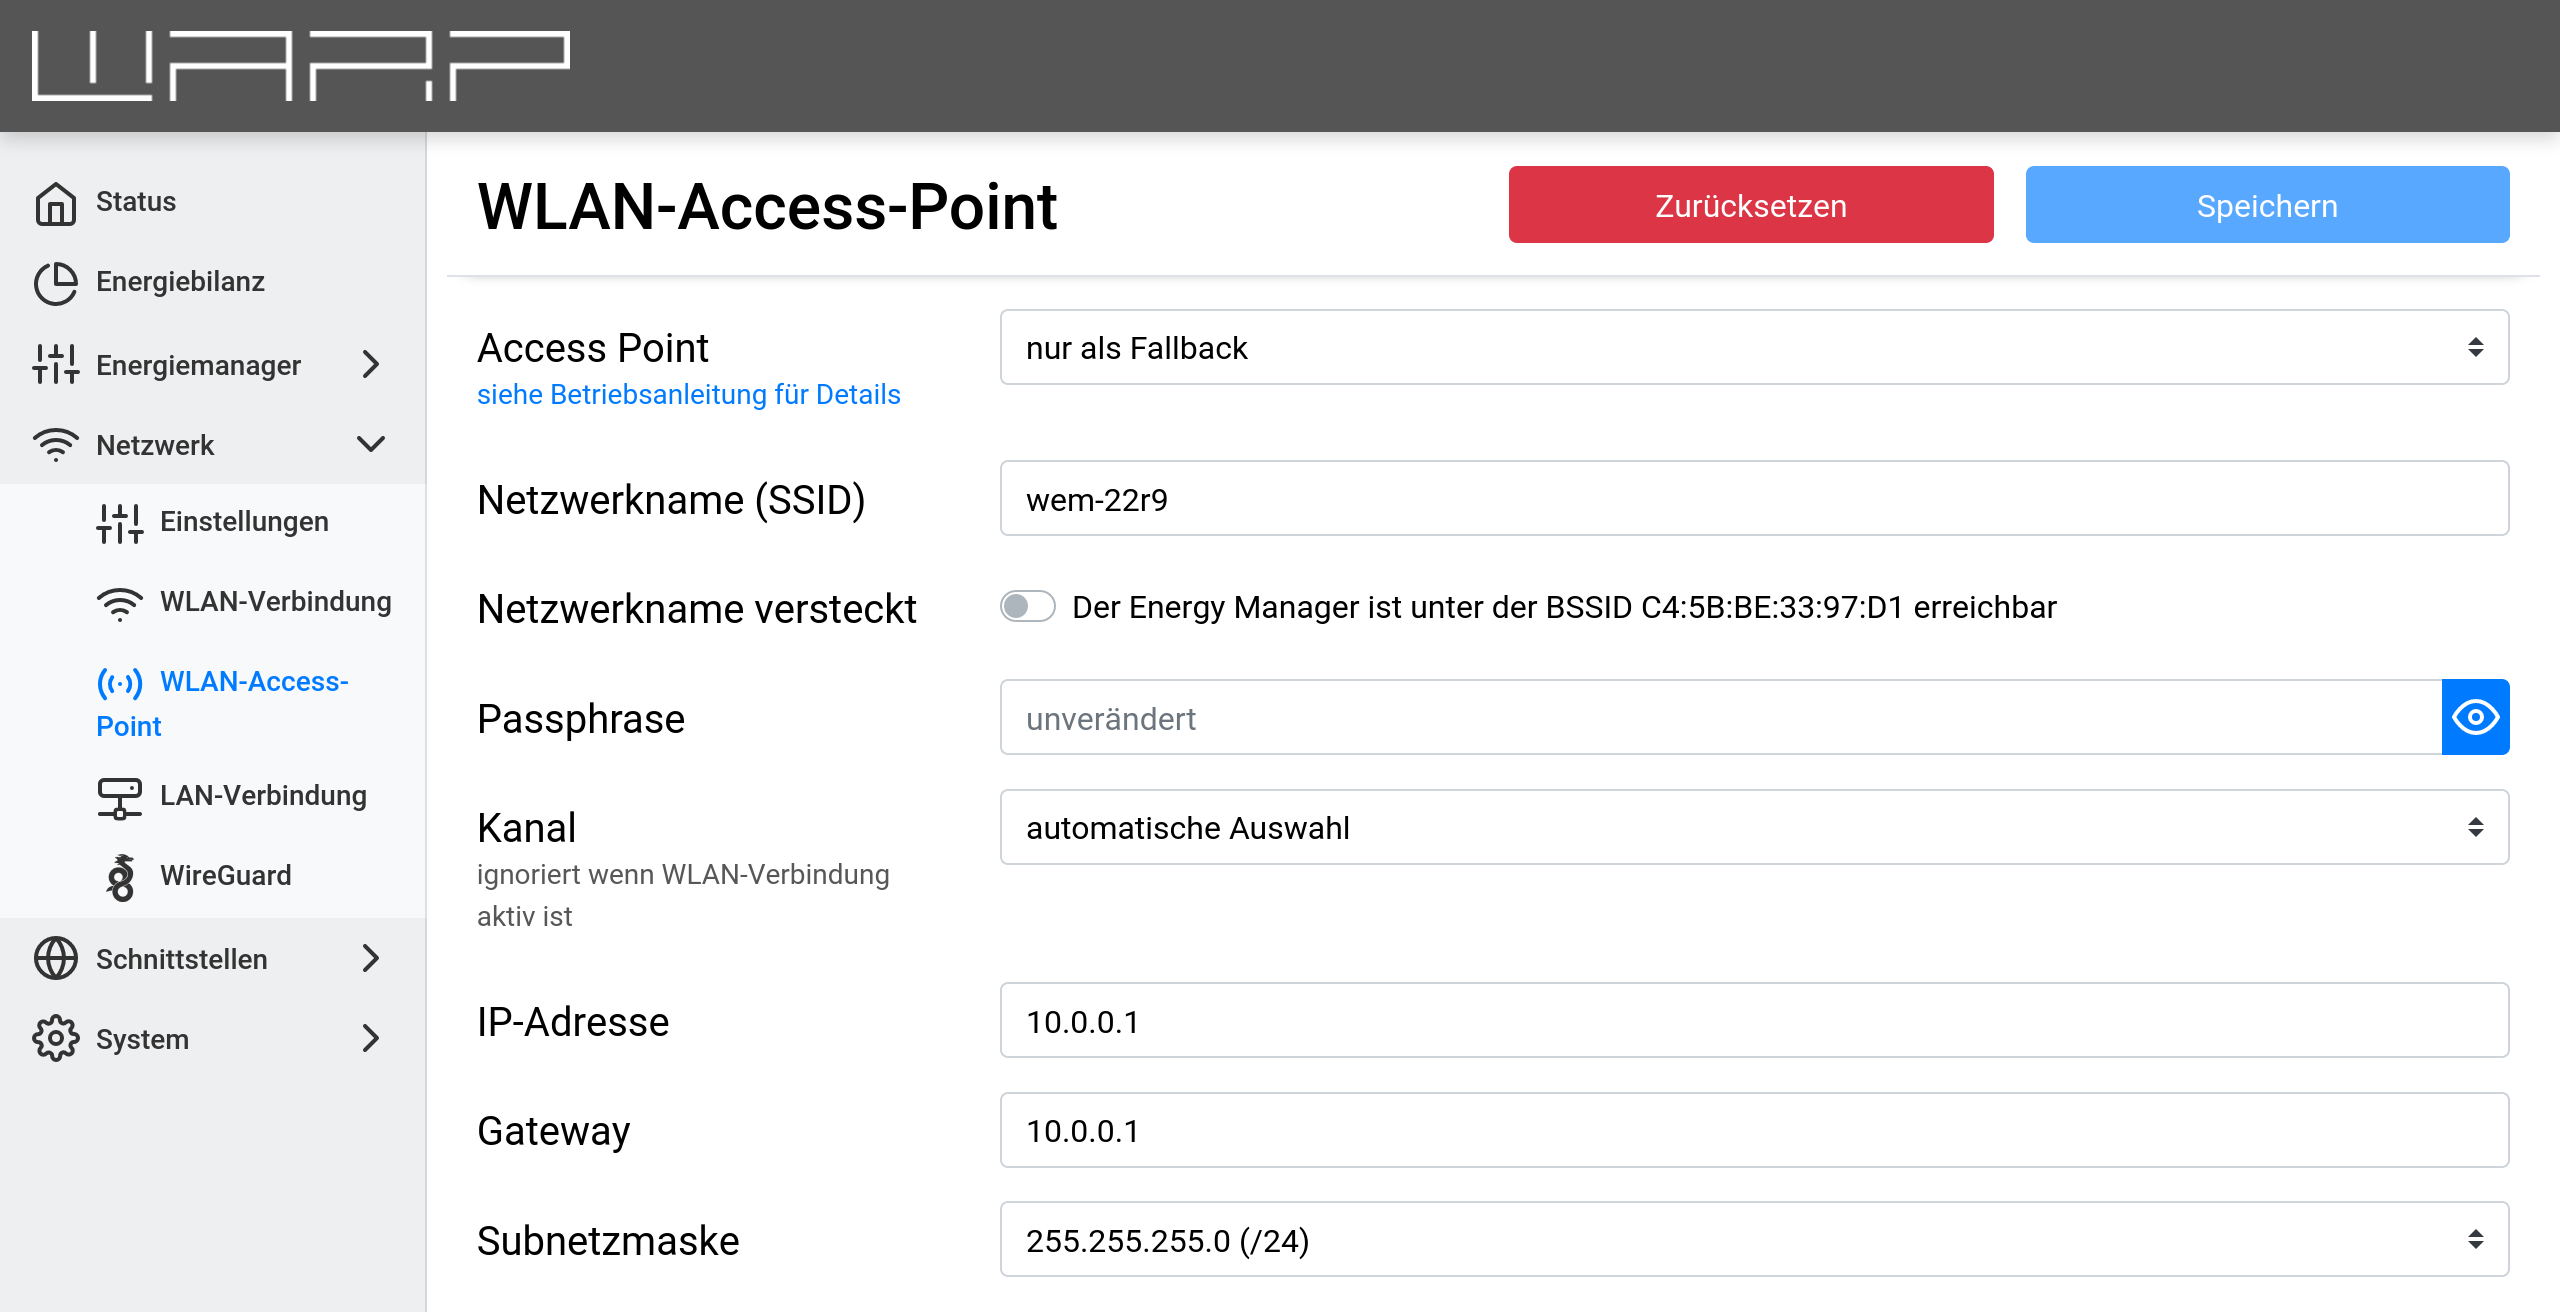 WARP
Status
Energiebilanz
Energiemanager
Netzwerk
Einstellungen
WLAN-Verbindung
WLAN-Access-
Point
LAN-Verbindung
WireGuard
Schnittstellen
System
WLAN-Access-Point
Zurücksetzen
Speichern
Access Point
siehe Betriebsanleitung für Details
nur als Fallback
Netzwerkname (SSID)
wem-22r9
Netzwerkname versteckt
Der Energy Manager ist unter der BSSID C4:5B:BE:33:97:D1 erreichbar
Passphrase
unverändert
Kanal
ignoriert wenn WLAN-Verbindung
aktiv ist
automatische Auswahl
IP-Adresse
10.0.0.1
Gateway
10.0.0.1
Subnetzmaske
255.255.255.0 (/24)